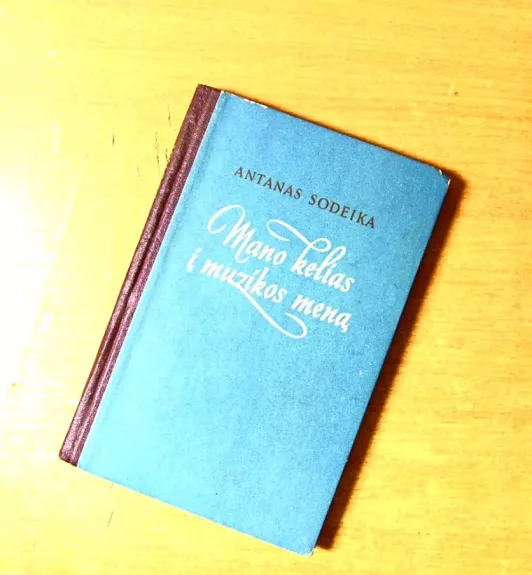 ANTANAS SODEIKA
Mano kelias
į muzikos meną